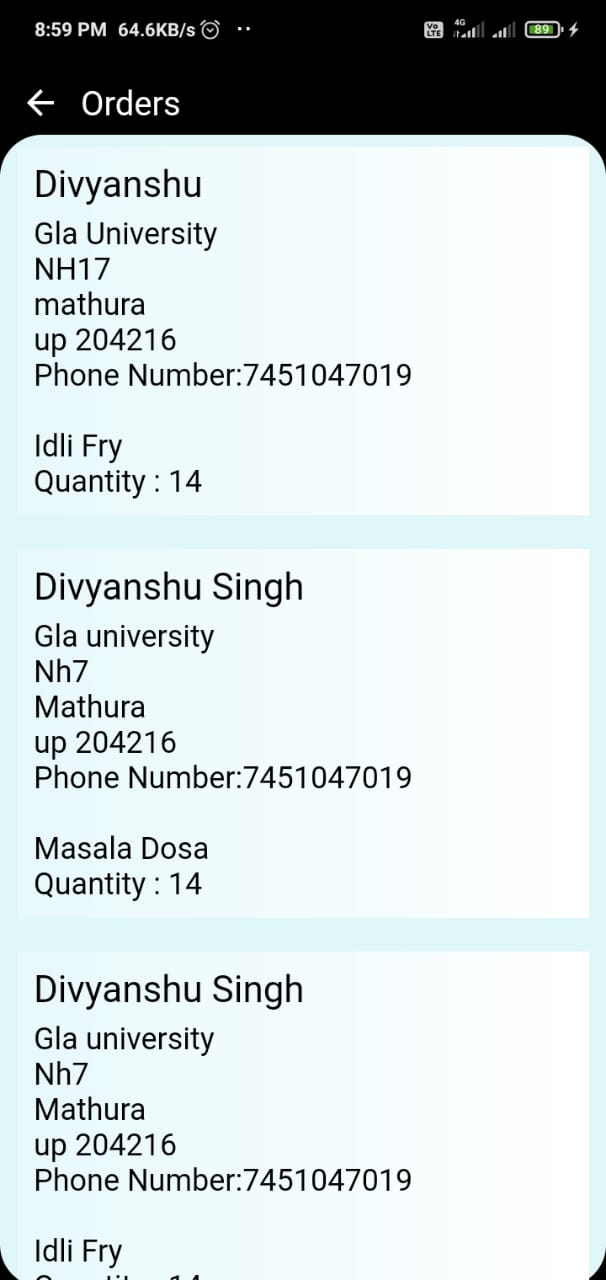 8:59 PM 64.6KB/s
Vo LTE 4G 89
Orders
Divyanshu
Gla University
NH17
mathura
up 204216
Phone Number:7451047019
Idli Fry
Quantity : 14
Divyanshu Singh
Gla university
Nh7
Mathura
up 204216
Phone Number:7451047019
Masala Dosa
Quantity : 14
Divyanshu Singh
Gla university
Nh7
Mathura
up 204216
Phone Number:7451047019
Idli Fry